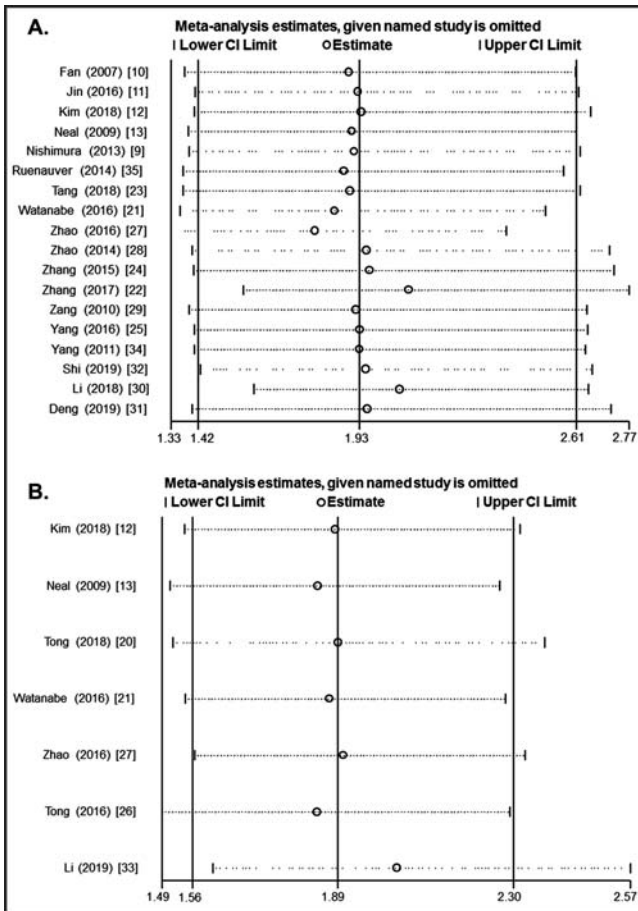 A.
Meta-analysis estimates, given named study is omitted
Lower CI Limit Estimate Upper CI Limit
Fan (2007) [10]
Jin (2016) [11]
Kim (2018) [12]
Neal (2009) [13]
Nishimura (2013) [9]
Ruenauver (2014) [35]
Tang (2018) [23]
Watanabe (2016) [21]
Zhao (2016) [27]
Zhao (2014) [28]
Zhang (2015) [24]
Zhang (2017) [22]
Zang (2010) [29]
Yang (2016) [25]
Yang (2011) [34]
Shi (2019) [32]
Li (2018) [30]
Deng (2019) [31]
1.33 1.42 1.93 2.61 2.77
B.
Meta-analysis estimates, given named study is omitted
Lower CI Limit Estimate Upper CI Limit
Kim (2018) [12]
Neal (2009) [13]
Tong (2018) [20]
Watanabe (2016) [21]
Zhao (2016) [27]
Tong (2016) [26]
Li (2019) [33]
1.49 1.56 1.89 2.30 2.57